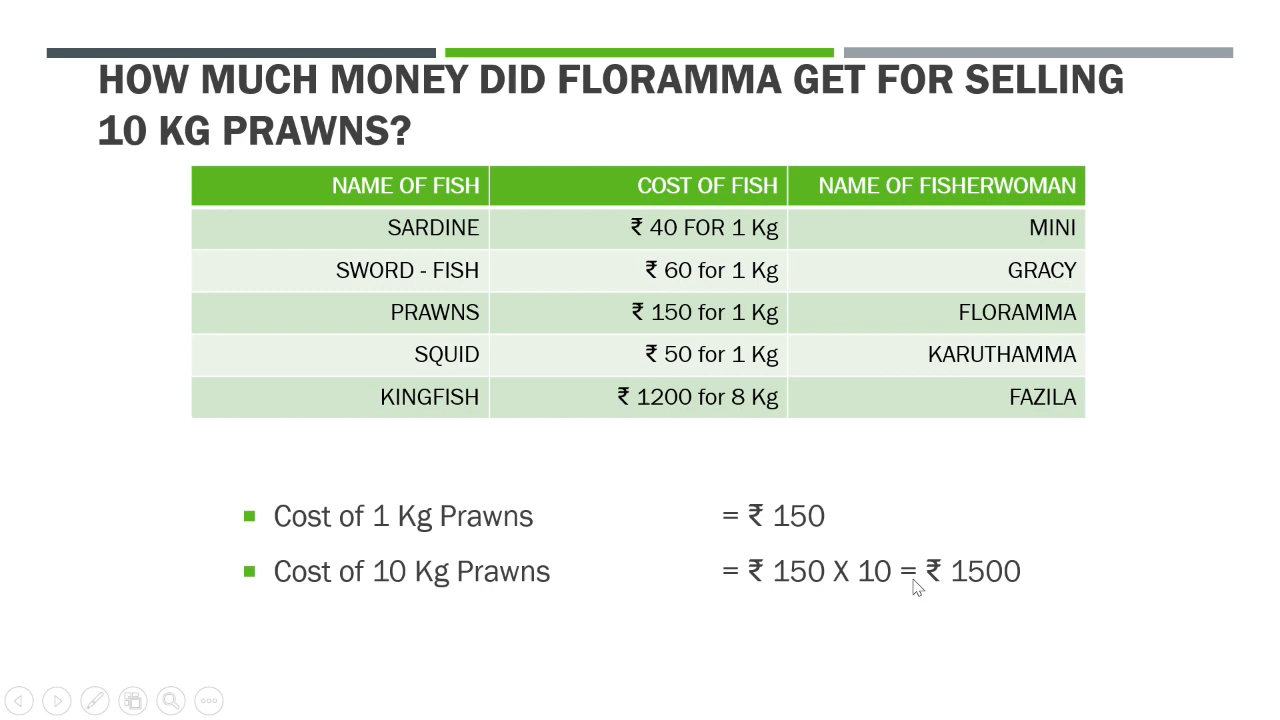 HOW MUCH MONEY DID FLORAMMA GET FOR SELLING
10 KG PRAWNS?
NAME OF FISH COST OF FISH NAME OF FISHERWOMAN
SARDINE ₹ 40 FOR 1 Kg MINI
SWORD - FISH ₹ 60 for 1 Kg GRACY
PRAWNS ₹ 150 for 1 Kg FLORAMMA
SQUID ₹ 50 for 1 Kg KARUTHAMMA
KINGFISH ₹ 1200 for 8 Kg FAZILA
Cost of 1 Kg Prawns = ₹ 150
Cost of 10 Kg Prawns = ₹ 150 X 10 = ₹ 1500